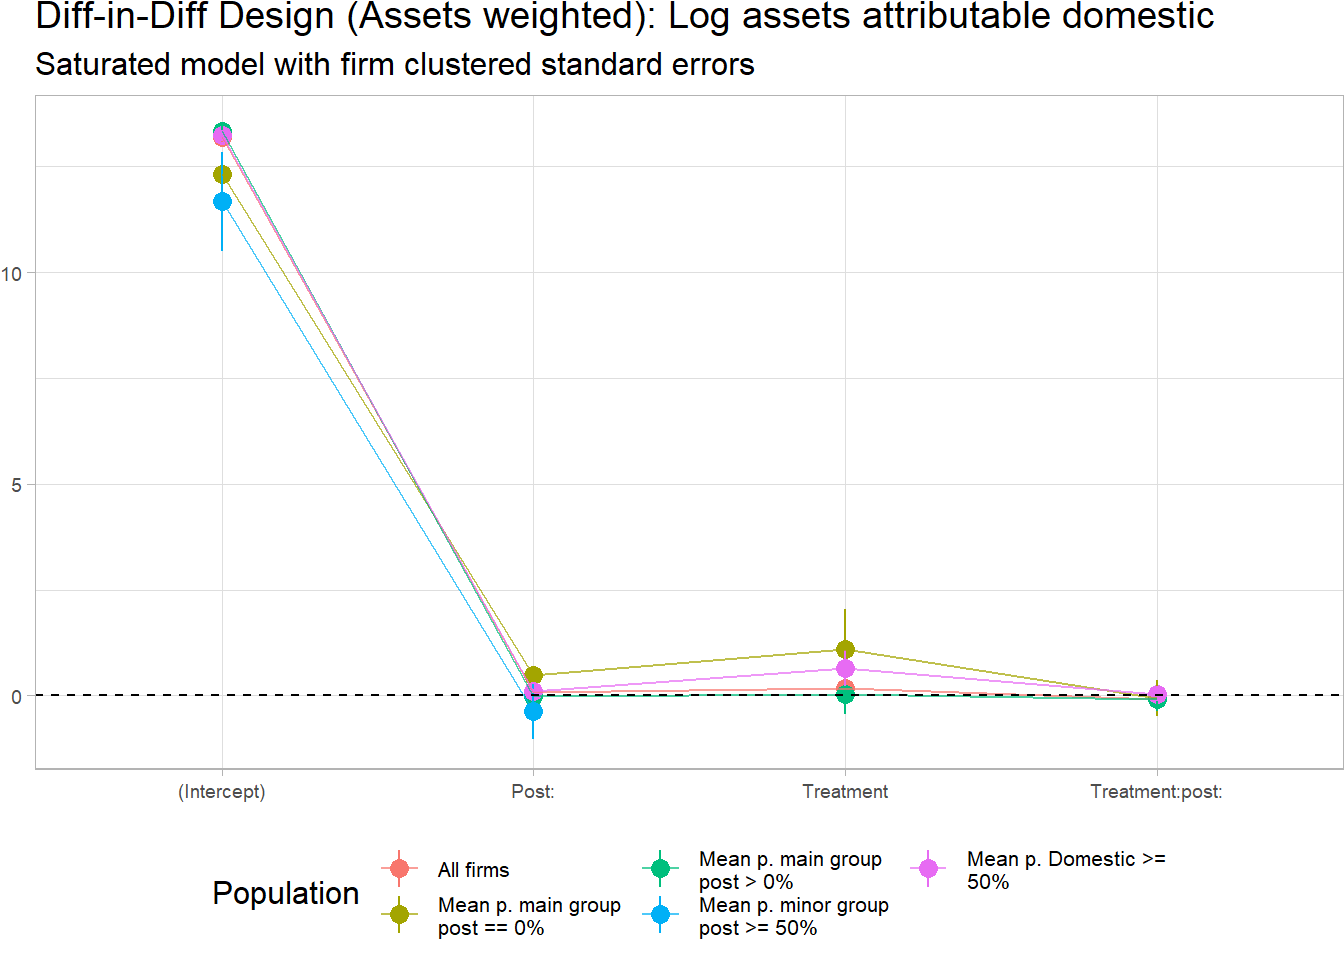 Diff-in-Diff Design (Assets weighted): Log assets attributable domestic
Saturated model with firm clustered standard errors
10
5
0
(Intercept)
Post:
Treatment
Treatment:post:
Population
All firms
Mean p. main group
post == 0%
Mean p. main group
post > 0%
Mean p. minor group
post >= 50%
Mean p. Domestic >=
50%